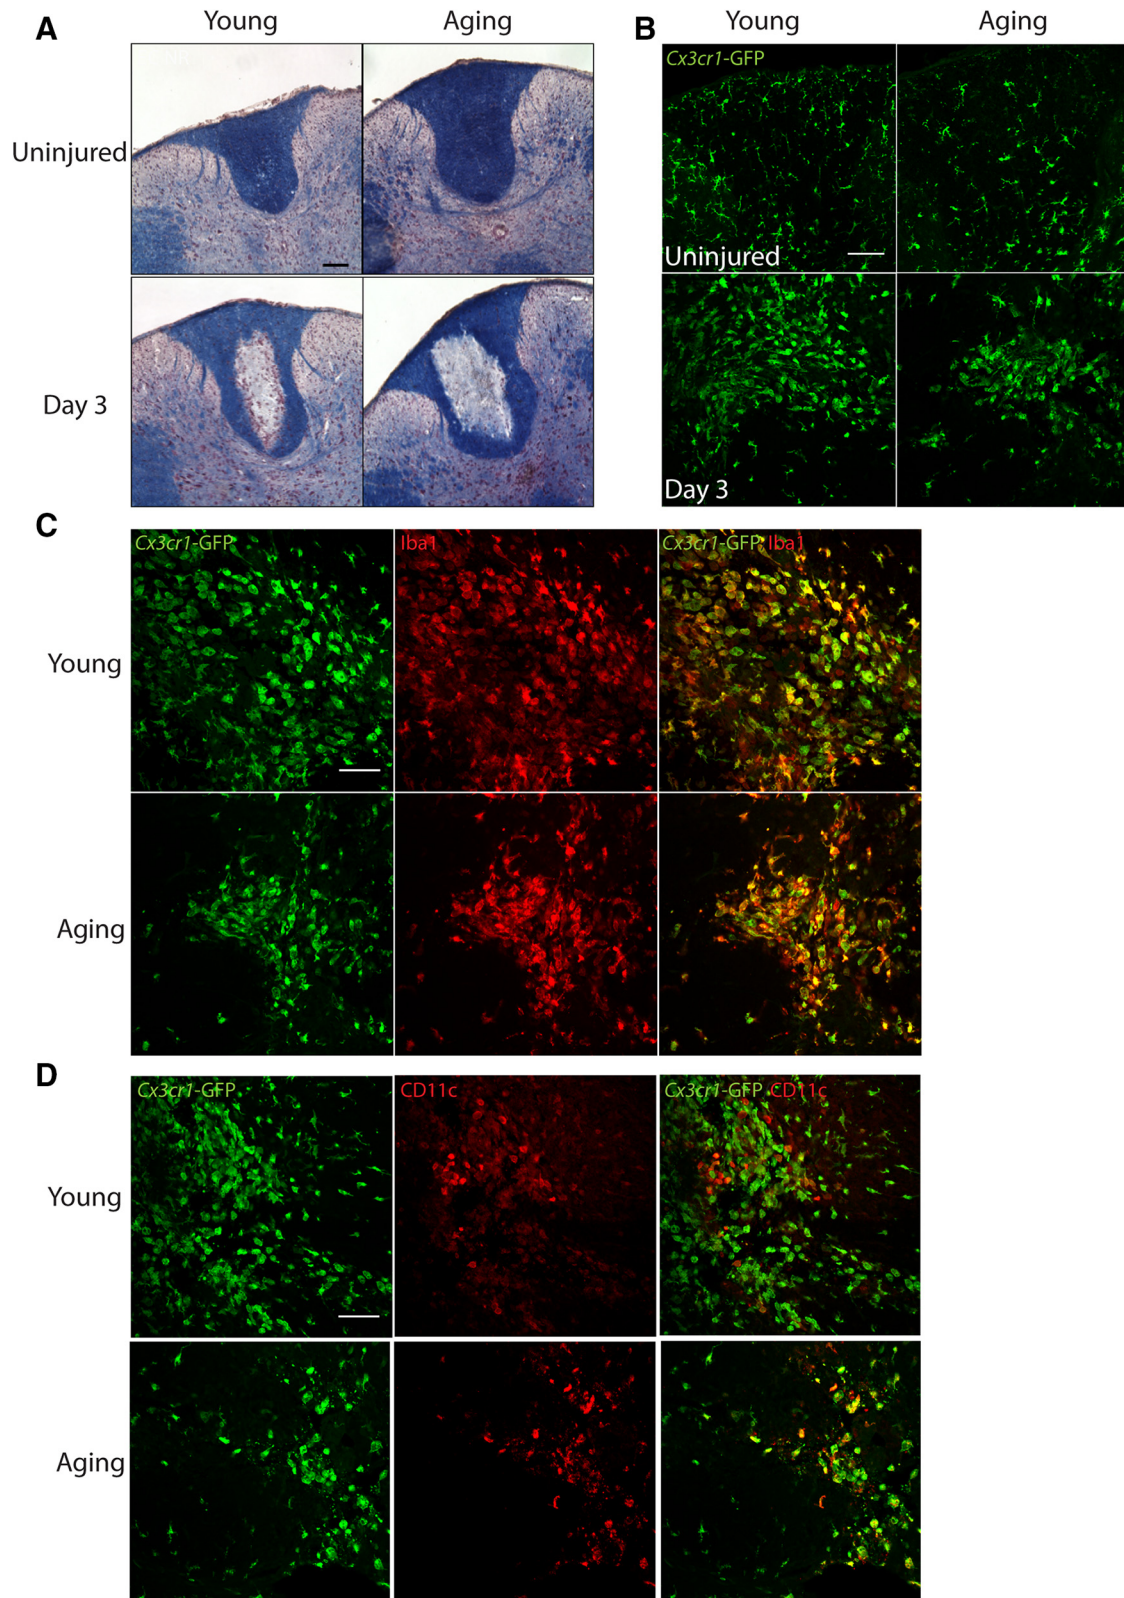 A
Young
Aging
Uninjured
Day 3
B
Young
Aging
Cx3cr1-GFP
Uninjured
Day 3
C
Cx3cr1-GFP
Iba1
Cx3cr1-GFP Iba1
Young
Aging
D
Cx3cr1-GFP
CD11c
Cx3cr1-GFP CD11c
Young
Aging